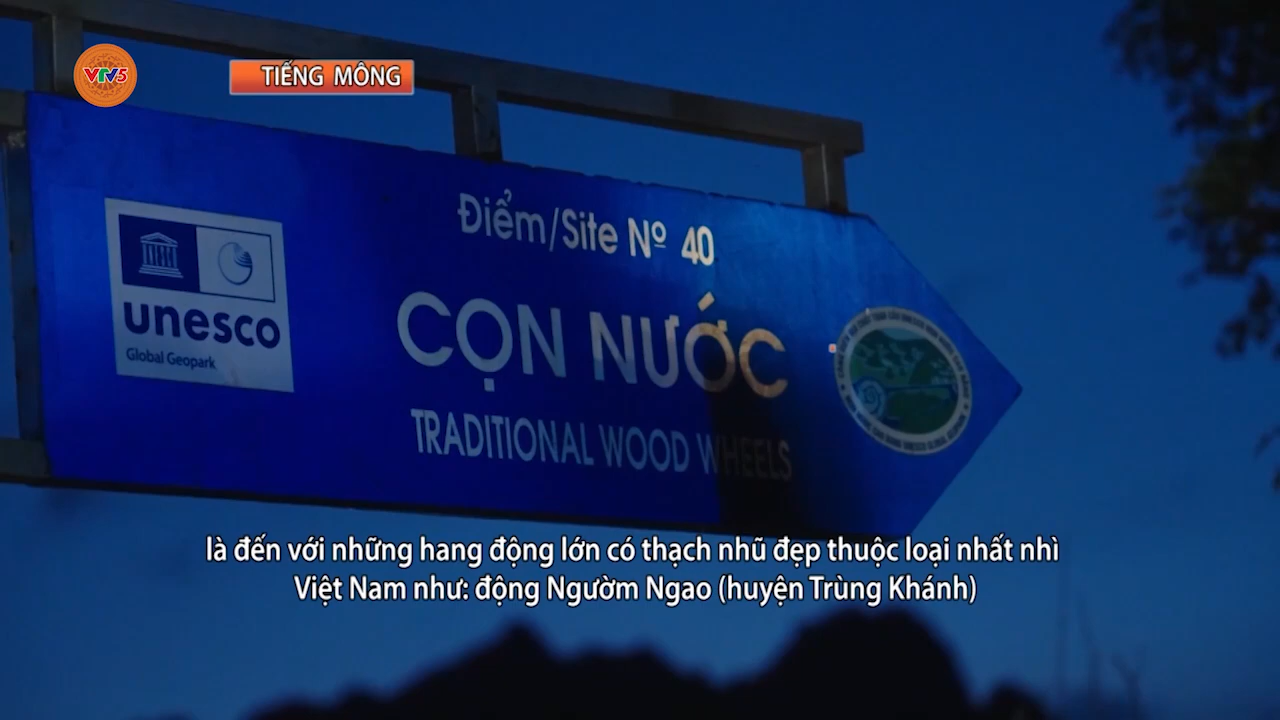 VTV5
TIẾNG MÔNG
Điểm/Site Nº 40
unesco
Global Geopark
CỌN NƯỚC
TRADITIONAL WOOD WHEELS
là đến với những hang động lớn có thạch nhũ đẹp thuộc loại nhất nhì
Việt Nam như: động Ngườm Ngao (huyện Trùng Khánh)